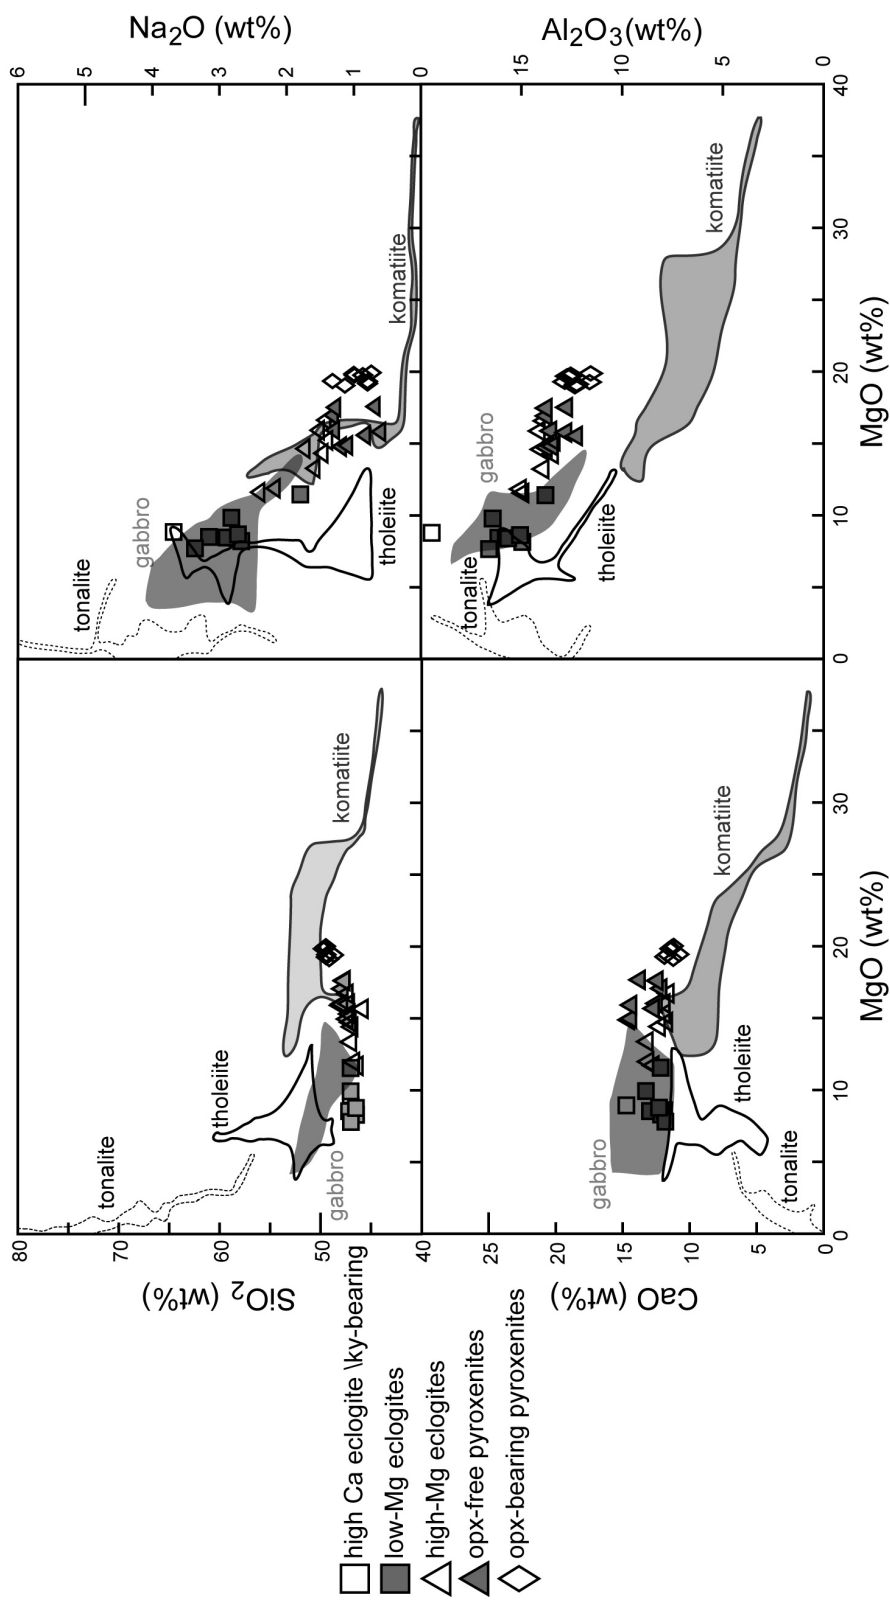 high Ca eclogite \ky-bearing
low-Mg eclogites
high-Mg eclogites
opx-free pyroxenites
opx-bearing pyroxenites
SiO2 (wt%)
80
70
60
50
40
tonalite
tholeiite
gabbro
komatiite
Na2O (wt%)
6
5
4
3
2
1
0
tonalite
gabbro
tholeiite
komatiite
CaO (wt%)
25
20
15
10
5
0
gabbro
tonalite
tholeiite
komatiite
0
10
20
30
MgO (wt%)
Al2O3(wt%)
15
10
5
0
tonalite
gabbro
tholeiite
komatiite
0
10
20
30
40
MgO (wt%)